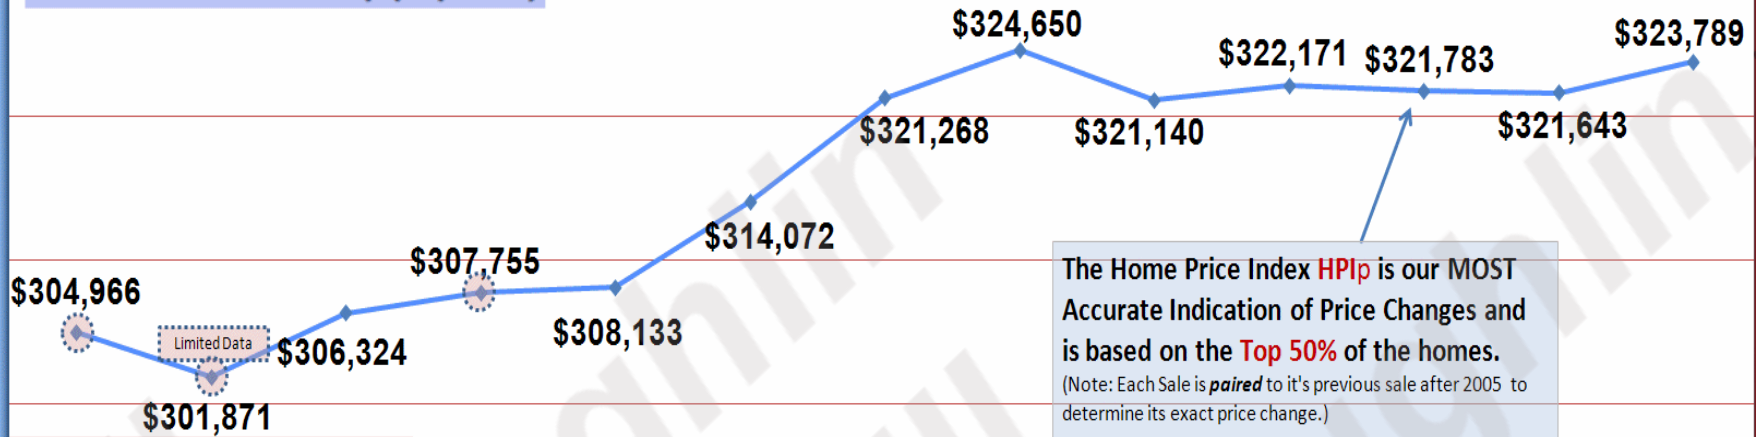 $324,650
$323,789
$322,171
$321,783
$321,268
$321,140
$321,643
$314,072
$307,755
$304,966
$308,133
Limited Data
$306,324
$301,871
The Home Price Index HPIp is our MOST
Accurate Indication of Price Changes and
is based on the Top 50% of the homes.
(Note: Each Sale is paired to it's previous sale after 2005 to
determine its exact price change.)